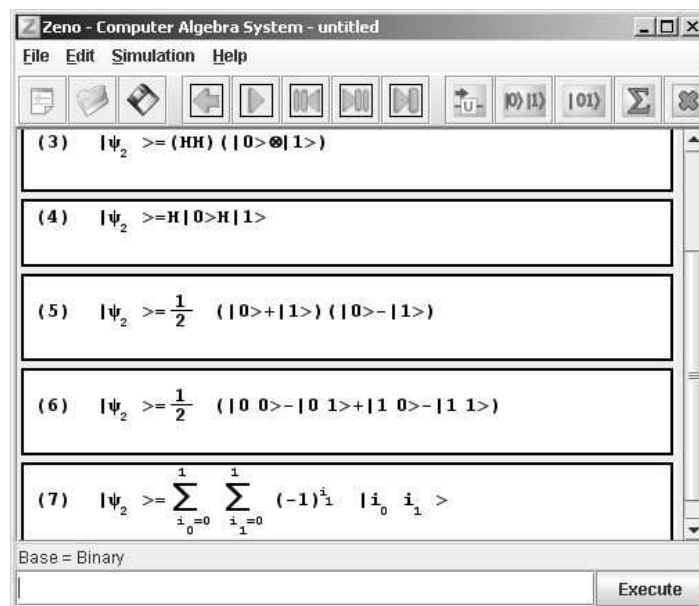 Zeno - Computer Algebra System - untitled
File Edit Simulation Help
U |0⟩|1⟩ |01⟩ Σ
(3) |ψ₂ >=(HH)(|0>⊗|1>)
(4) |ψ₂ >=H|0>H|1>
(5) |ψ₂ >=1/2 (|0>+|1>)(|0>-|1>)
(6) |ψ₂ >=1/2 (|0 0>-|0 1>+|1 0>-|1 1>)
(7) |ψ₂ >=∑_{i₀=0}^{1} ∑_{i₁=0}^{1} (-1)^{i₁} |i₀ i₁ >
Base = Binary
Execute